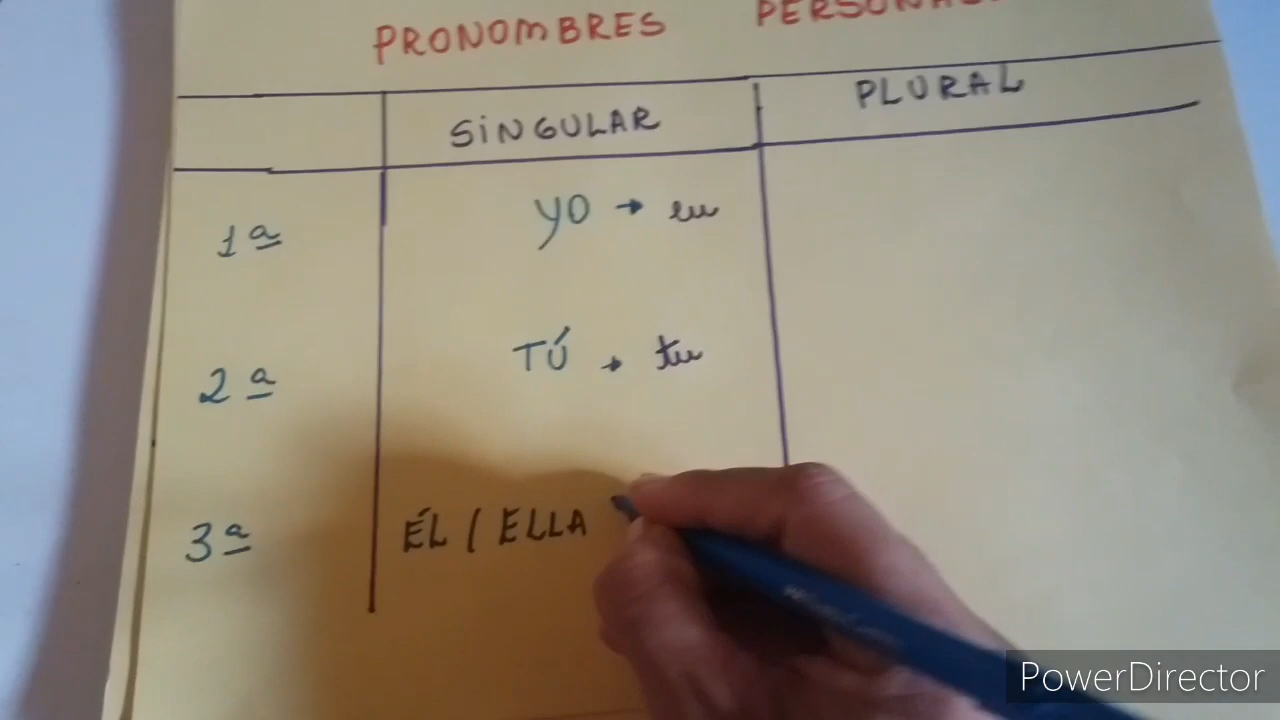 PRONOMBRES
SiNGULAR PLURAL
1ª YO → eu
2ª TÚ → tu
3ª ÉL / ELLA
PowerDirector